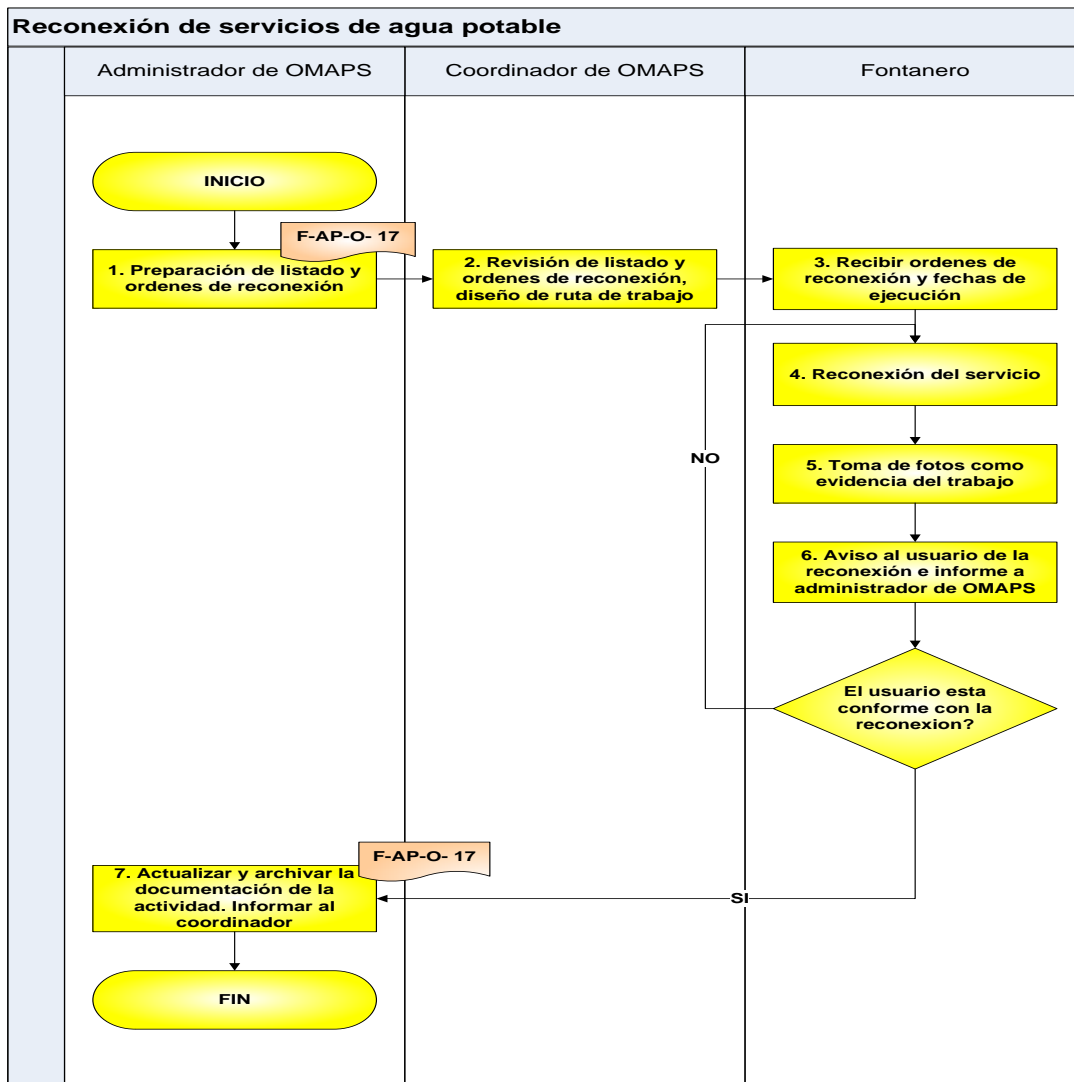 Reconexión de servicios de agua potable
Administrador de OMAPS
Coordinador de OMAPS
Fontanero
INICIO
F-AP-O- 17
1. Preparación de listado y
ordenes de reconexión
2. Revisión de listado y
ordenes de reconexión,
diseño de ruta de trabajo
3. Recibir ordenes de
reconexión y fechas de
ejecución
4. Reconexión del servicio
NO
5. Toma de fotos como
evidencia del trabajo
6. Aviso al usuario de la
reconexión e informe a
administrador de OMAPS
El usuario esta
conforme con la
reconexion?
F-AP-O- 17
7. Actualizar y archivar la
documentación de la
actividad. Informar al
coordinador
SI
FIN